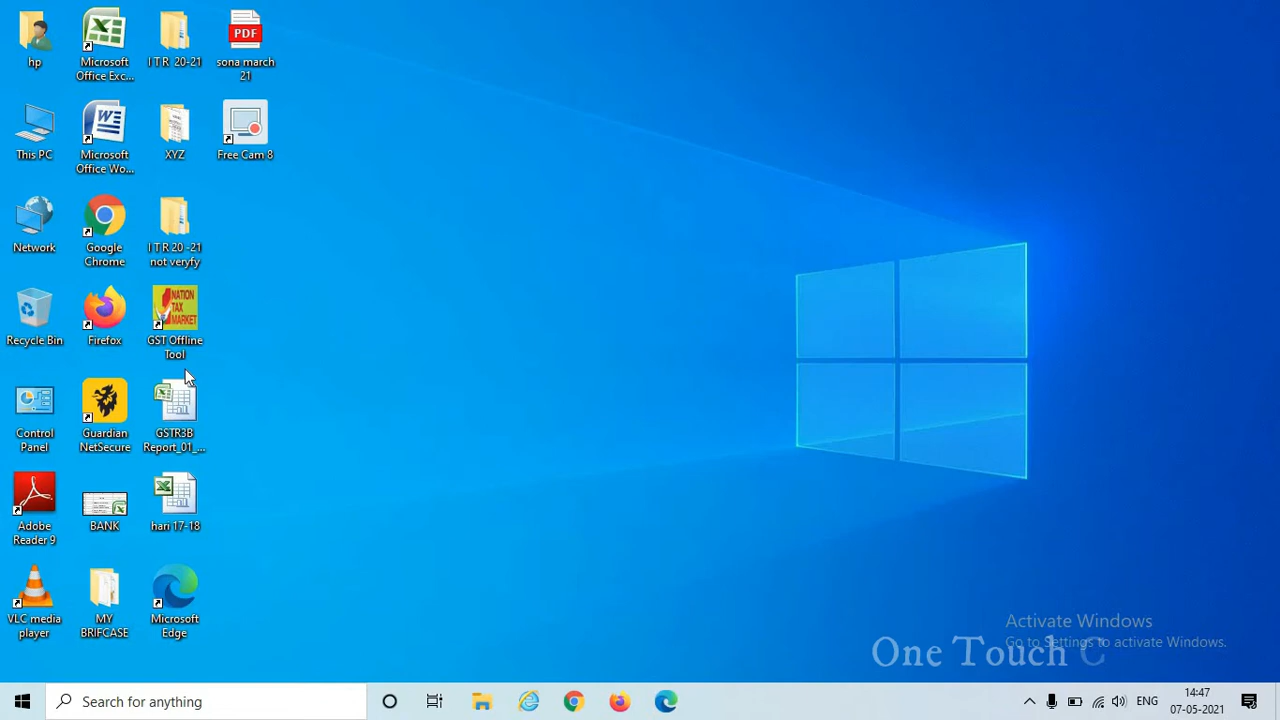 hp
Microsoft
Office Exc...
I T R 20-21
PDF
sona march
21
This PC
Microsoft
Office Wo...
XYZ
Free Cam 8
Network
Google
Chrome
I T R 20 -21
not veryfy
Recycle Bin
Firefox
NATION
TAX
MARKET
GST Offline
Tool
Control
Panel
Guardian
NetSecure
GSTR3B
Report_01_...
Adobe
Reader 9
BANK
hari 17-18
VLC media
player
MY
BRIFCASE
Microsoft
Edge
Activate Windows
Go to Settings to activate Windows.
One Touch C
Search for anything
ENG
14:47
07-05-2021